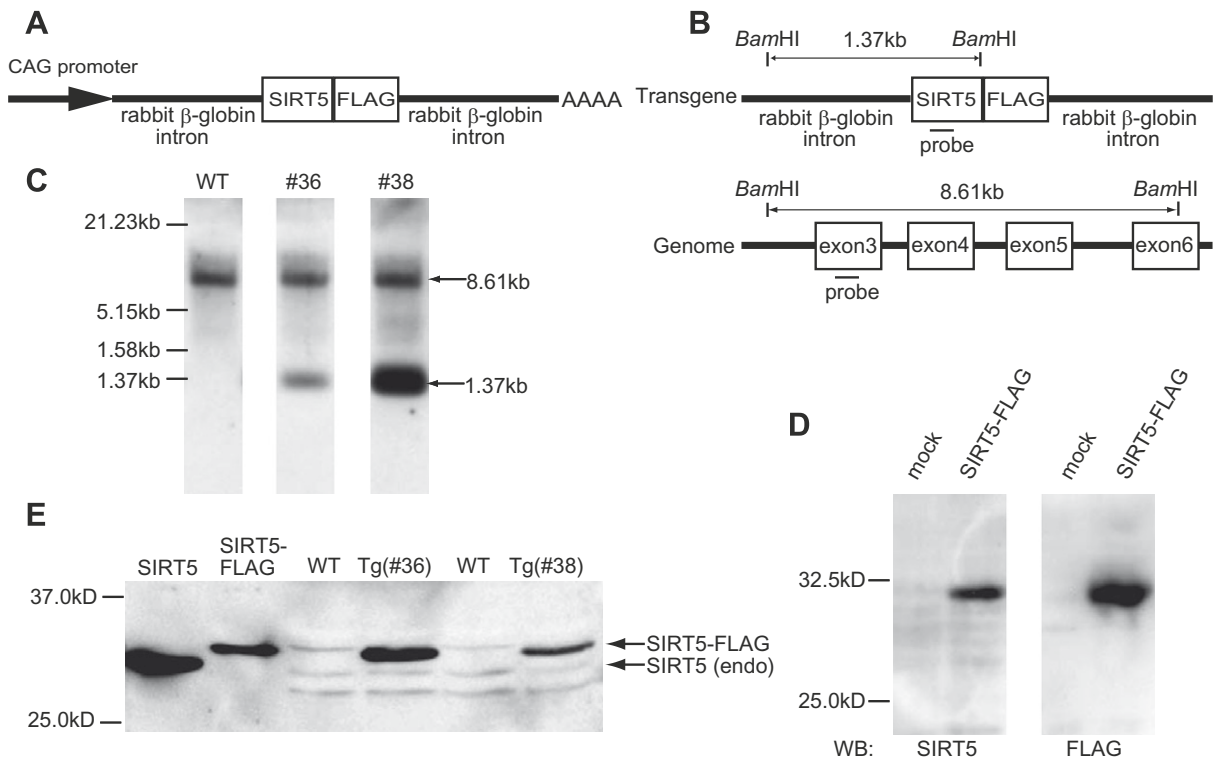 A
CAG promoter
SIRT5 FLAG
AAAA
rabbit β-globin
intron
rabbit β-globin
intron
B
BamHI 1.37kb BamHI
Transgene
SIRT5 FLAG
rabbit β-globin
intron
rabbit β-globin
intron
probe
BamHI 8.61kb BamHI
Genome
exon3 exon4 exon5 exon6
probe
C
WT #36 #38
21.23kb
8.61kb
5.15kb
1.58kb
1.37kb
1.37kb
D
mock SIRT5-FLAG mock SIRT5-FLAG
32.5kD
25.0kD
WB: SIRT5 FLAG
E
SIRT5 SIRT5-
FLAG WT Tg(#36) WT Tg(#38)
37.0kD
SIRT5-FLAG
SIRT5 (endo)
25.0kD